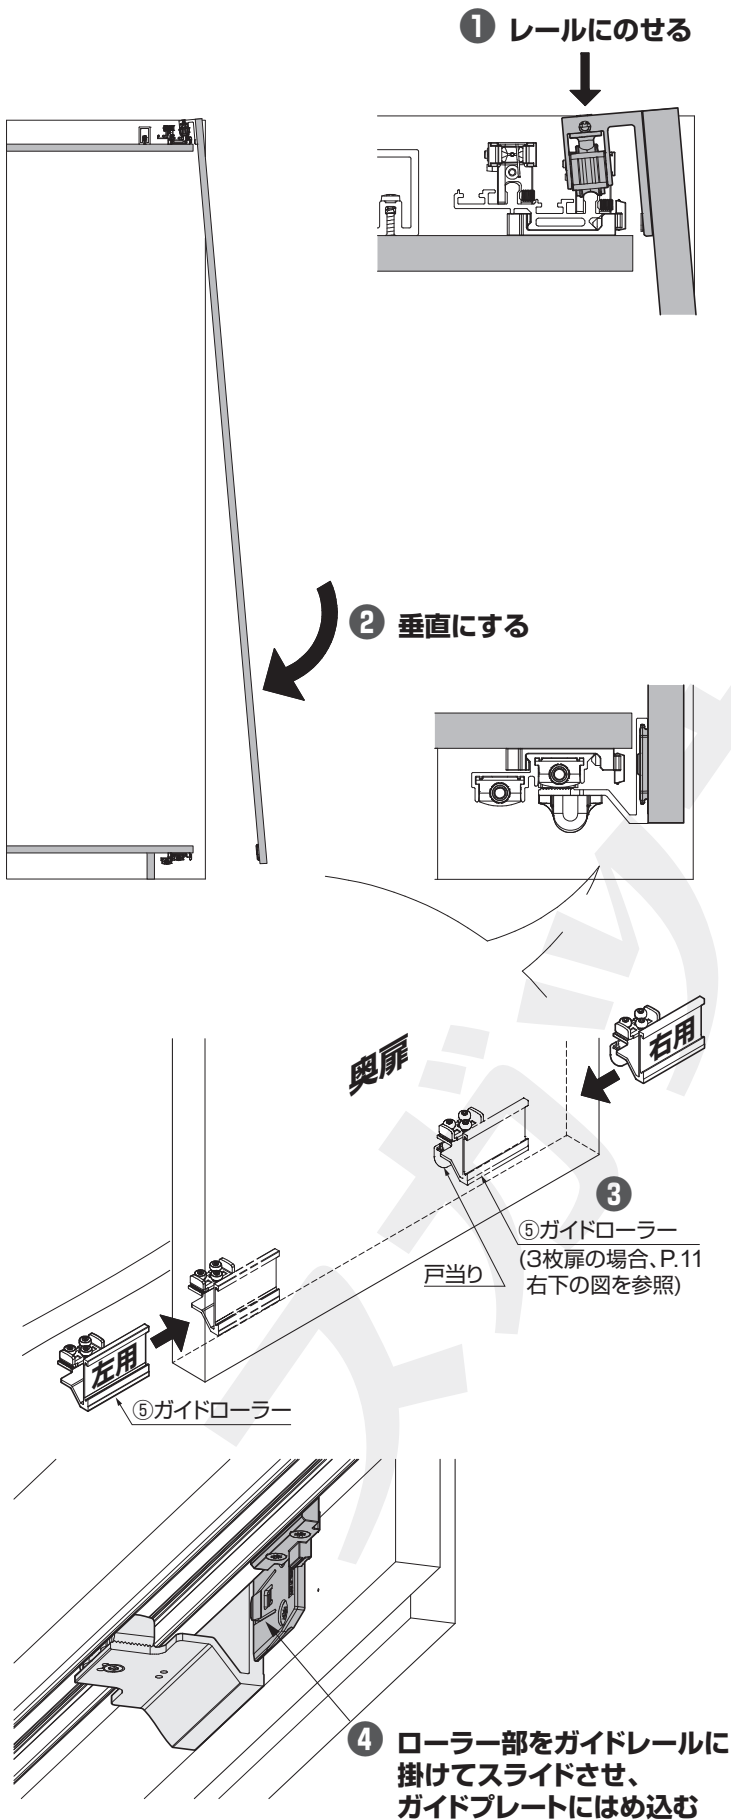 ❶ レールにのせる
❷ 垂直にする
奥扉
右用
❸
⑤ガイドローラー
(3枚扉の場合、P.11
右下の図を参照)
戸当り
左用
⑤ガイドローラー
❹ ローラー部をガイドレールに
掛けてスライドさせ、
ガイドプレートにはめ込む